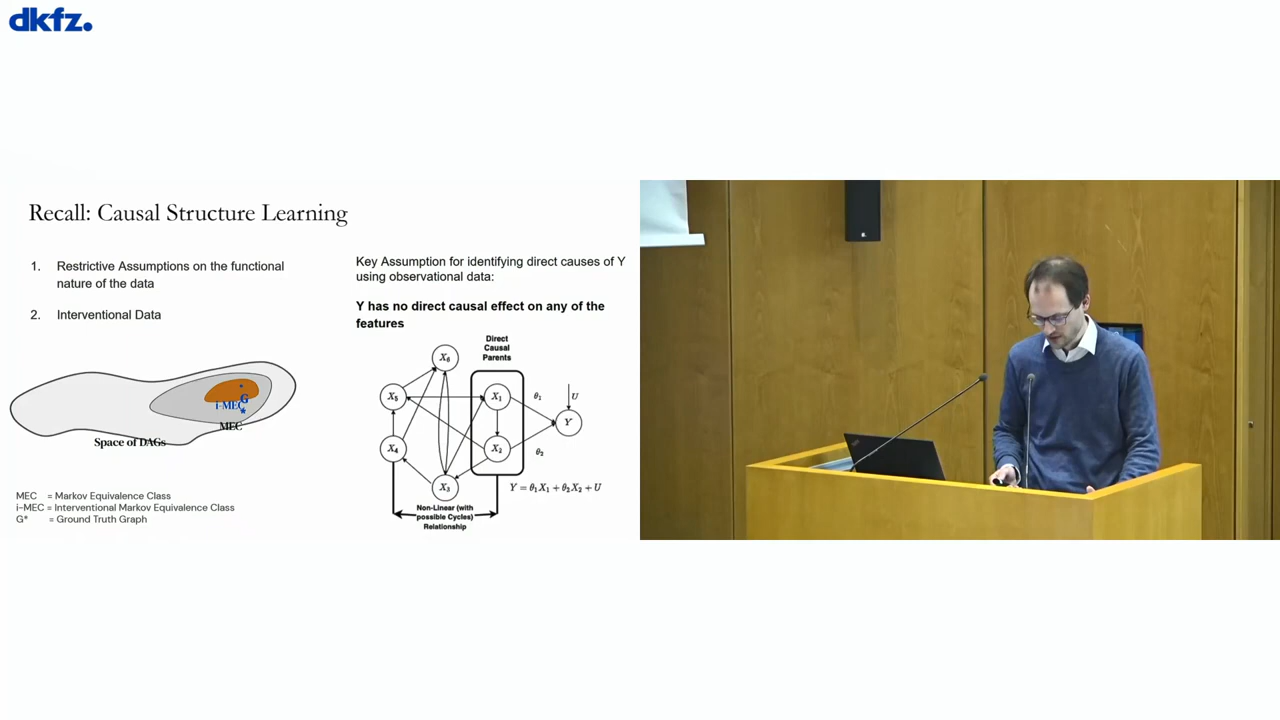 dkfz.
Recall: Causal Structure Learning
1. Restrictive Assumptions on the functional
nature of the data
2. Interventional Data
G
i-MEC
MEC
Space of DAGs
MEC = Markov Equivalence Class
i-MEC = Interventional Markov Equivalence Class
G* = Ground Truth Graph
Key Assumption for identifying direct causes of Y
using observational data:
Y has no direct causal effect on any of the
features
Direct
Causal
Parents
X6
X5
X1
θ1
U
Y
X4
X2
θ2
X3
Y = θ1X1 + θ2X2 + U
Non-Linear (with
possible Cycles)
Relationship